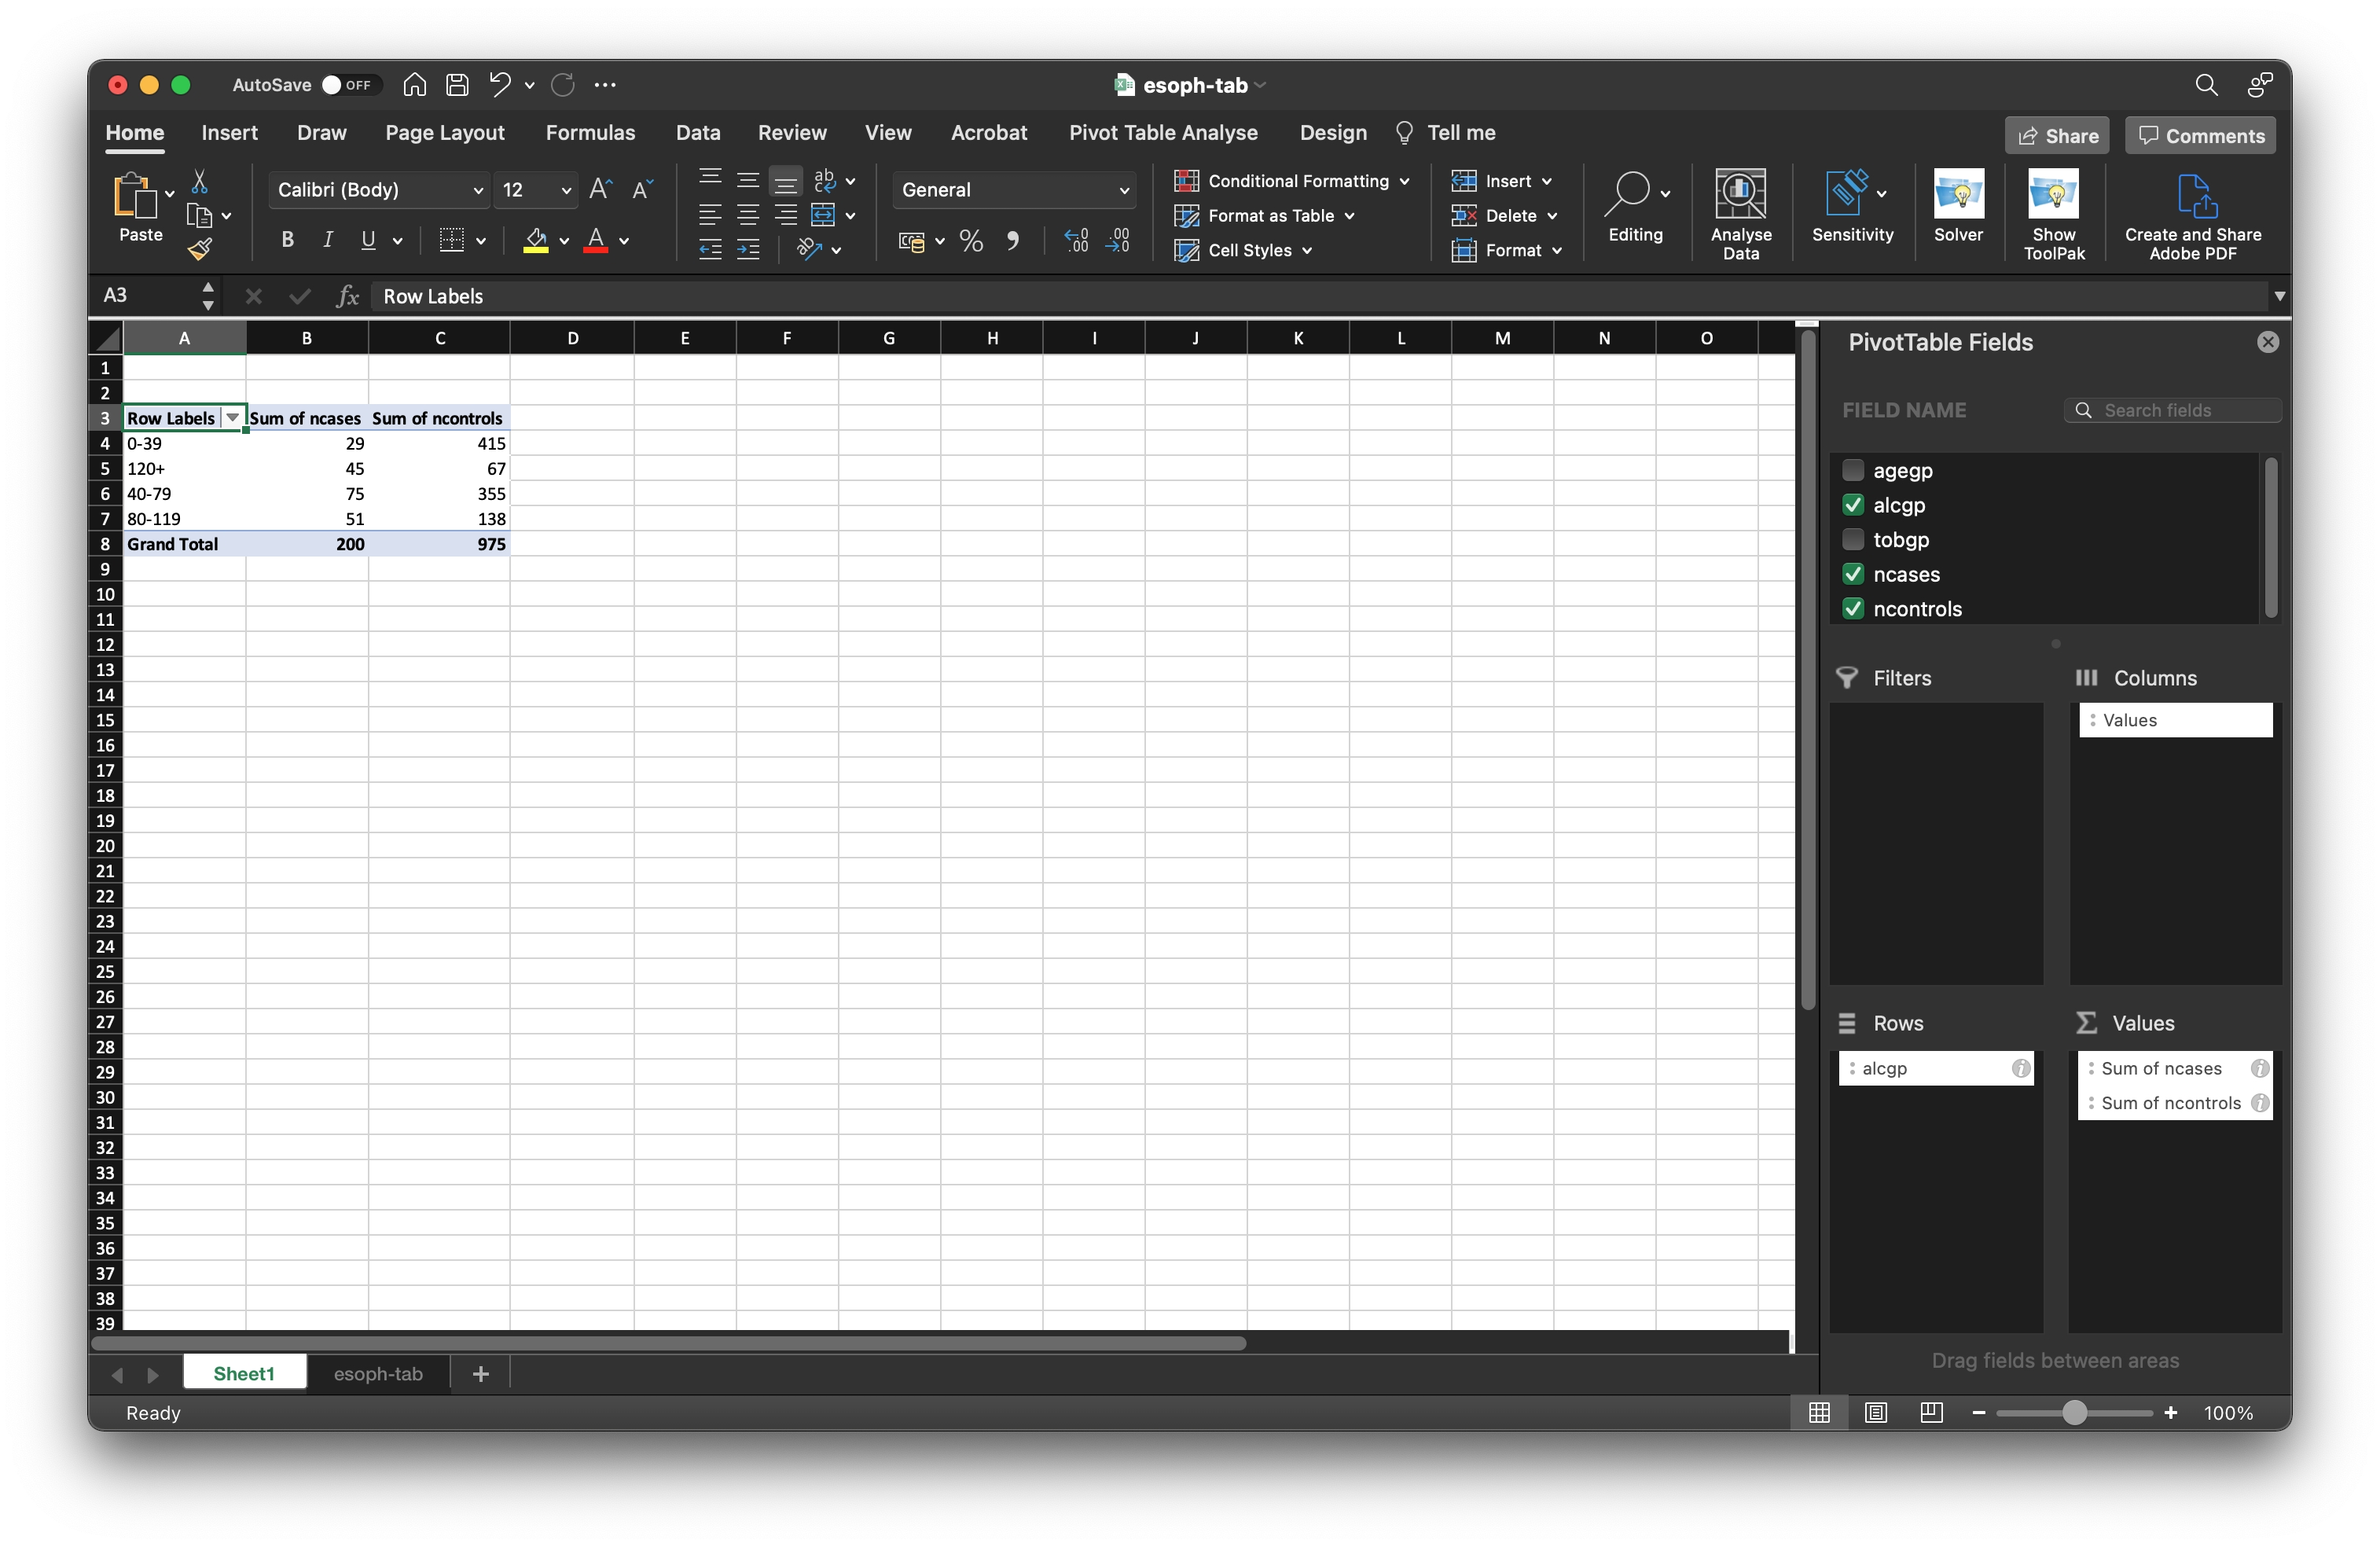 AutoSave OFF esoph-tab
Home Insert Draw Page Layout Formulas Data Review View Acrobat Pivot Table Analyse Design Tell me Share Comments
Paste
Calibri (Body) 12
B I U
General
Conditional Formatting
Format as Table
Cell Styles
Insert
Delete
Format
Editing
Analyse
Data
Sensitivity
Solver
Show
ToolPak
Create and Share
Adobe PDF
A3 fx Row Labels
A B C D E F G H I J K L M N O
1
2
3 Row Labels Sum of ncases Sum of ncontrols
4 0-39 29 415
5 120+ 45 67
6 40-79 75 355
7 80-119 51 138
8 Grand Total 200 975
9
10
11
12
13
14
15
16
17
18
19
20
21
22
23
24
25
26
27
28
29
30
31
32
33
34
35
36
37
38
39
PivotTable Fields
FIELD NAME Search fields
agegp
alcgp
tobgp
ncases
ncontrols
Filters Columns
Values
Rows Values
alcgp Sum of ncases
Sum of ncontrols
Drag fields between areas
Sheet1 esoph-tab +
Ready 100%